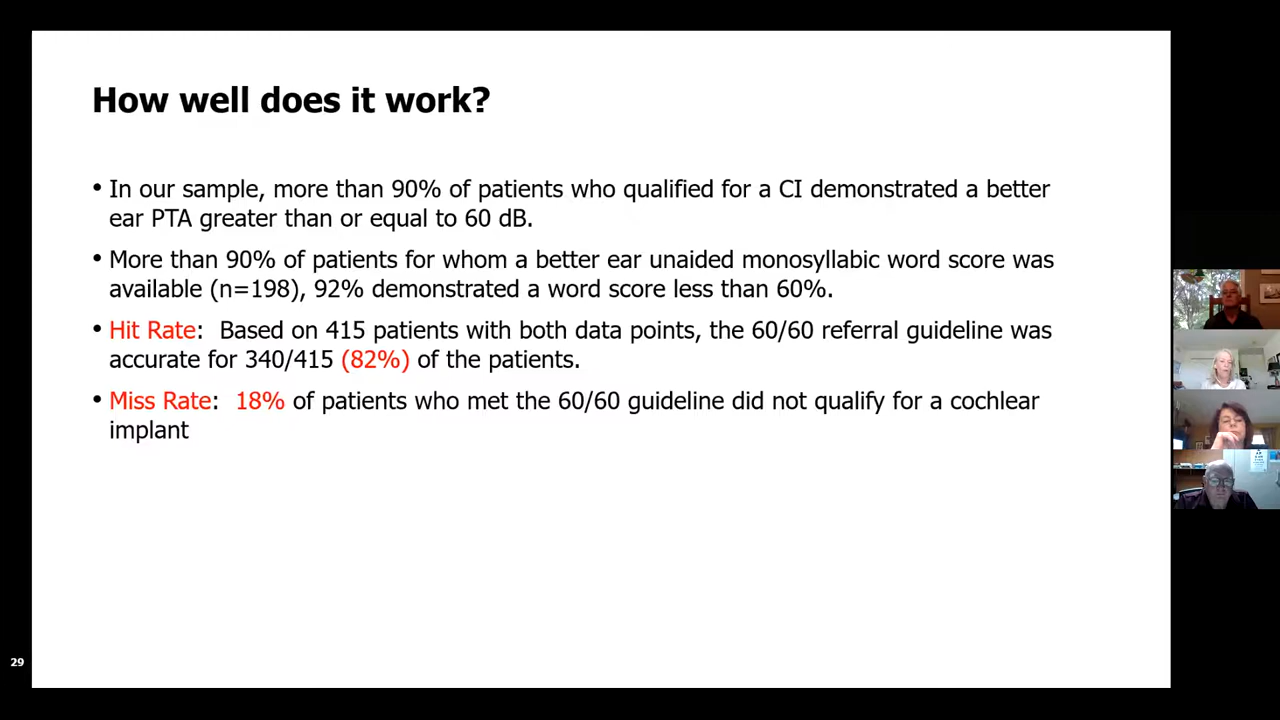 How well does it work?
• In our sample, more than 90% of patients who qualified for a CI demonstrated a better
ear PTA greater than or equal to 60 dB.
• More than 90% of patients for whom a better ear unaided monosyllabic word score was
available (n=198), 92% demonstrated a word score less than 60%.
• Hit Rate:  Based on 415 patients with both data points, the 60/60 referral guideline was
accurate for 340/415 (82%) of the patients.
• Miss Rate:  18% of patients who met the 60/60 guideline did not qualify for a cochlear
implant
29